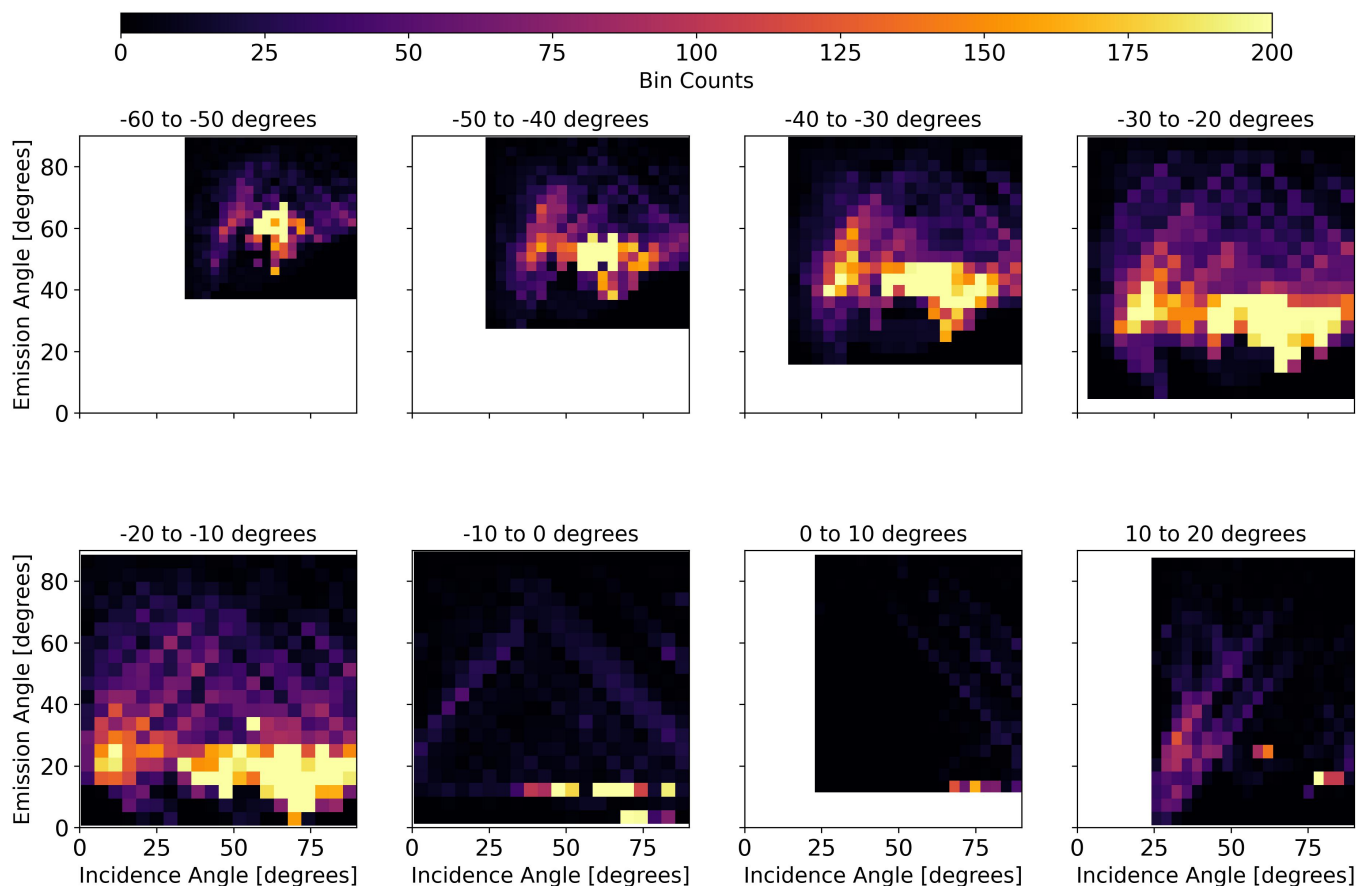 0 25 50 75 100 125 150 175 200
Bin Counts
-60 to -50 degrees -50 to -40 degrees -40 to -30 degrees -30 to -20 degrees
Emission Angle [degrees]
80
60
40
20
0
-20 to -10 degrees -10 to 0 degrees 0 to 10 degrees 10 to 20 degrees
Emission Angle [degrees]
80
60
40
20
0
0 25 50 75 0 25 50 75 0 25 50 75 0 25 50 75
Incidence Angle [degrees] Incidence Angle [degrees] Incidence Angle [degrees] Incidence Angle [degrees]